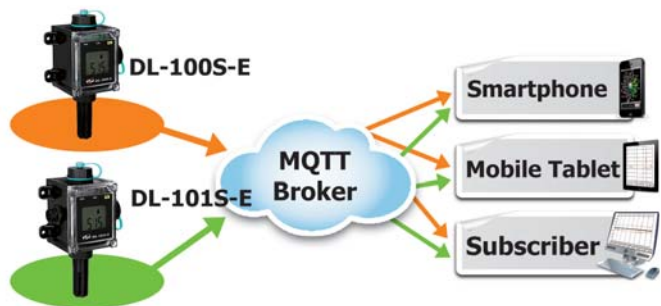 DL-100S-E
DL-101S-E
MQTT
Broker
Smartphone
Mobile Tablet
Subscriber